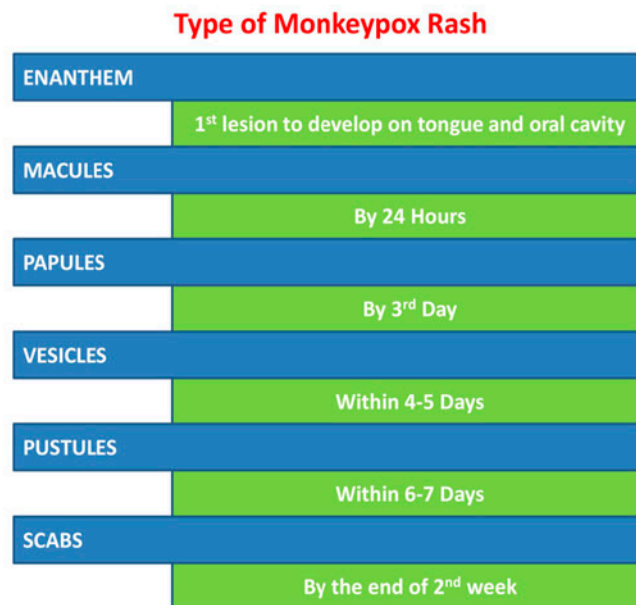 Type of Monkeypox Rash
ENANTHEM
1st lesion to develop on tongue and oral cavity
MACULES
By 24 Hours
PAPULES
By 3rd Day
VESICLES
Within 4-5 Days
PUSTULES
Within 6-7 Days
SCABS
By the end of 2nd week